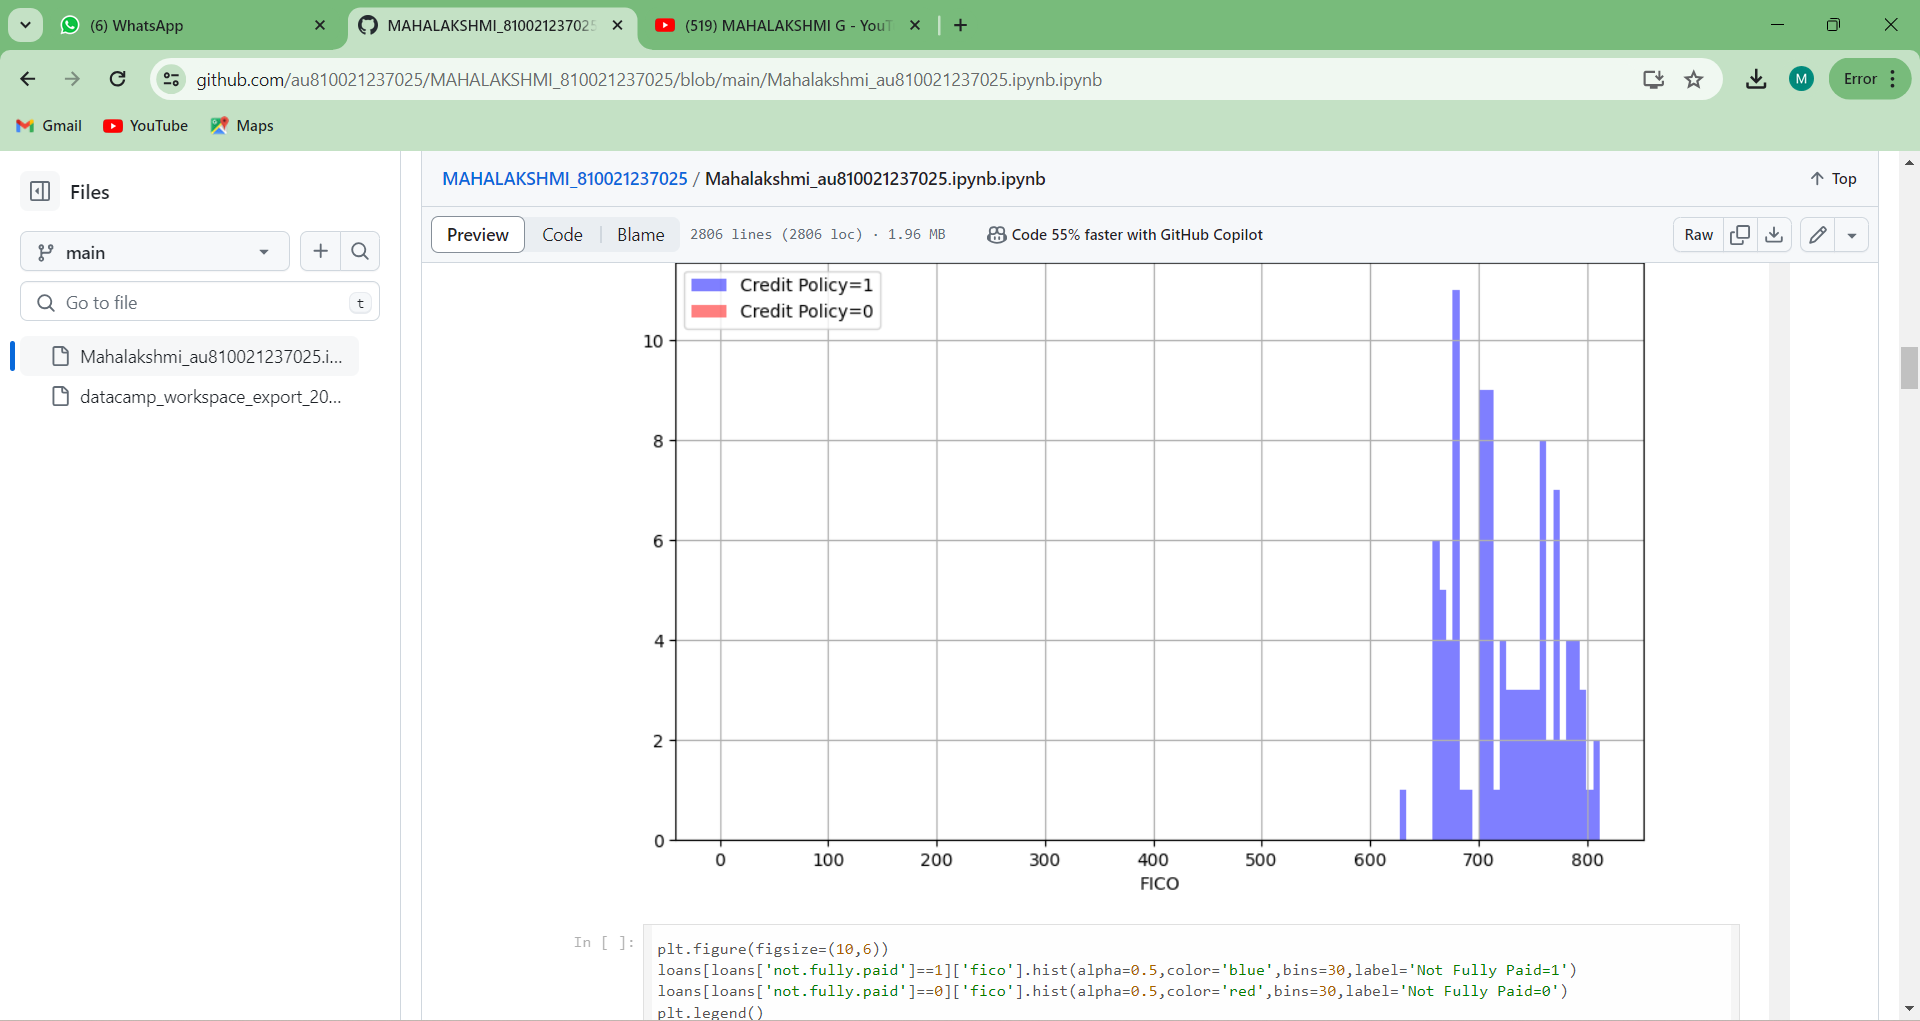 (6) WhatsApp
MAHALAKSHMI_810021237025
(519) MAHALAKSHMI G - YouT
github.com/au810021237025/MAHALAKSHMI_810021237025/blob/main/Mahalakshmi_au810021237025.ipynb.ipynb
M
Error
Gmail YouTube Maps
Files
MAHALAKSHMI_810021237025 / Mahalakshmi_au810021237025.ipynb.ipynb
Top
main
Preview Code Blame 2806 lines (2806 loc) · 1.96 MB Code 55% faster with GitHub Copilot Raw
Go to file t
Mahalakshmi_au810021237025.i...
datacamp_workspace_export_20...
Credit Policy=1
Credit Policy=0
10
8
6
4
2
0
0 100 200 300 400 500 600 700 800
FICO
In [ ]:
plt.figure(figsize=(10,6))
loans[loans['not.fully.paid']==1]['fico'].hist(alpha=0.5,color='blue',bins=30,label='Not Fully Paid=1')
loans[loans['not.fully.paid']==0]['fico'].hist(alpha=0.5,color='red',bins=30,label='Not Fully Paid=0')
plt.legend()